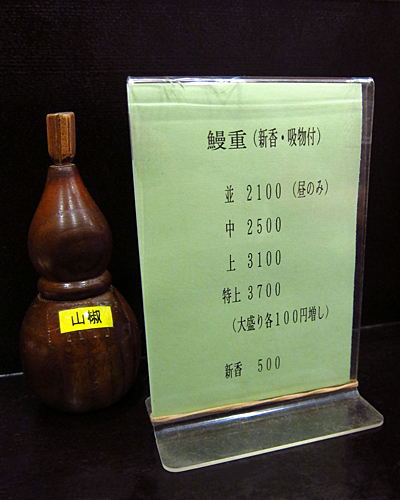 鰻重(新香・吸物付)
並 2100 (昼のみ)
中 2500
上 3100
特上 3700
(大盛り各100円増し)
新香 500
山椒